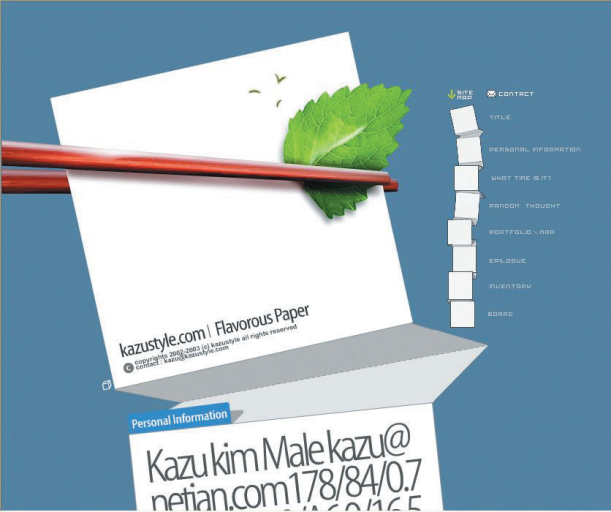 SITE
MAP
CONTACT
TITLE
PERSONAL INFORMATION
WHAT TIME IS IT?
RANDOM THOUGHT
PORTFOLIO \ MAP
EPILOGUE
INVENTORY
BOARD
kazustyle.com | Flavorous Paper
copyrights 2002-2003 (c) kazustyle all rights reserved
contact : kazu@kazustyle.com
Personal Information
Kazu kim Male kazu@
netian.com 178/84/0.7